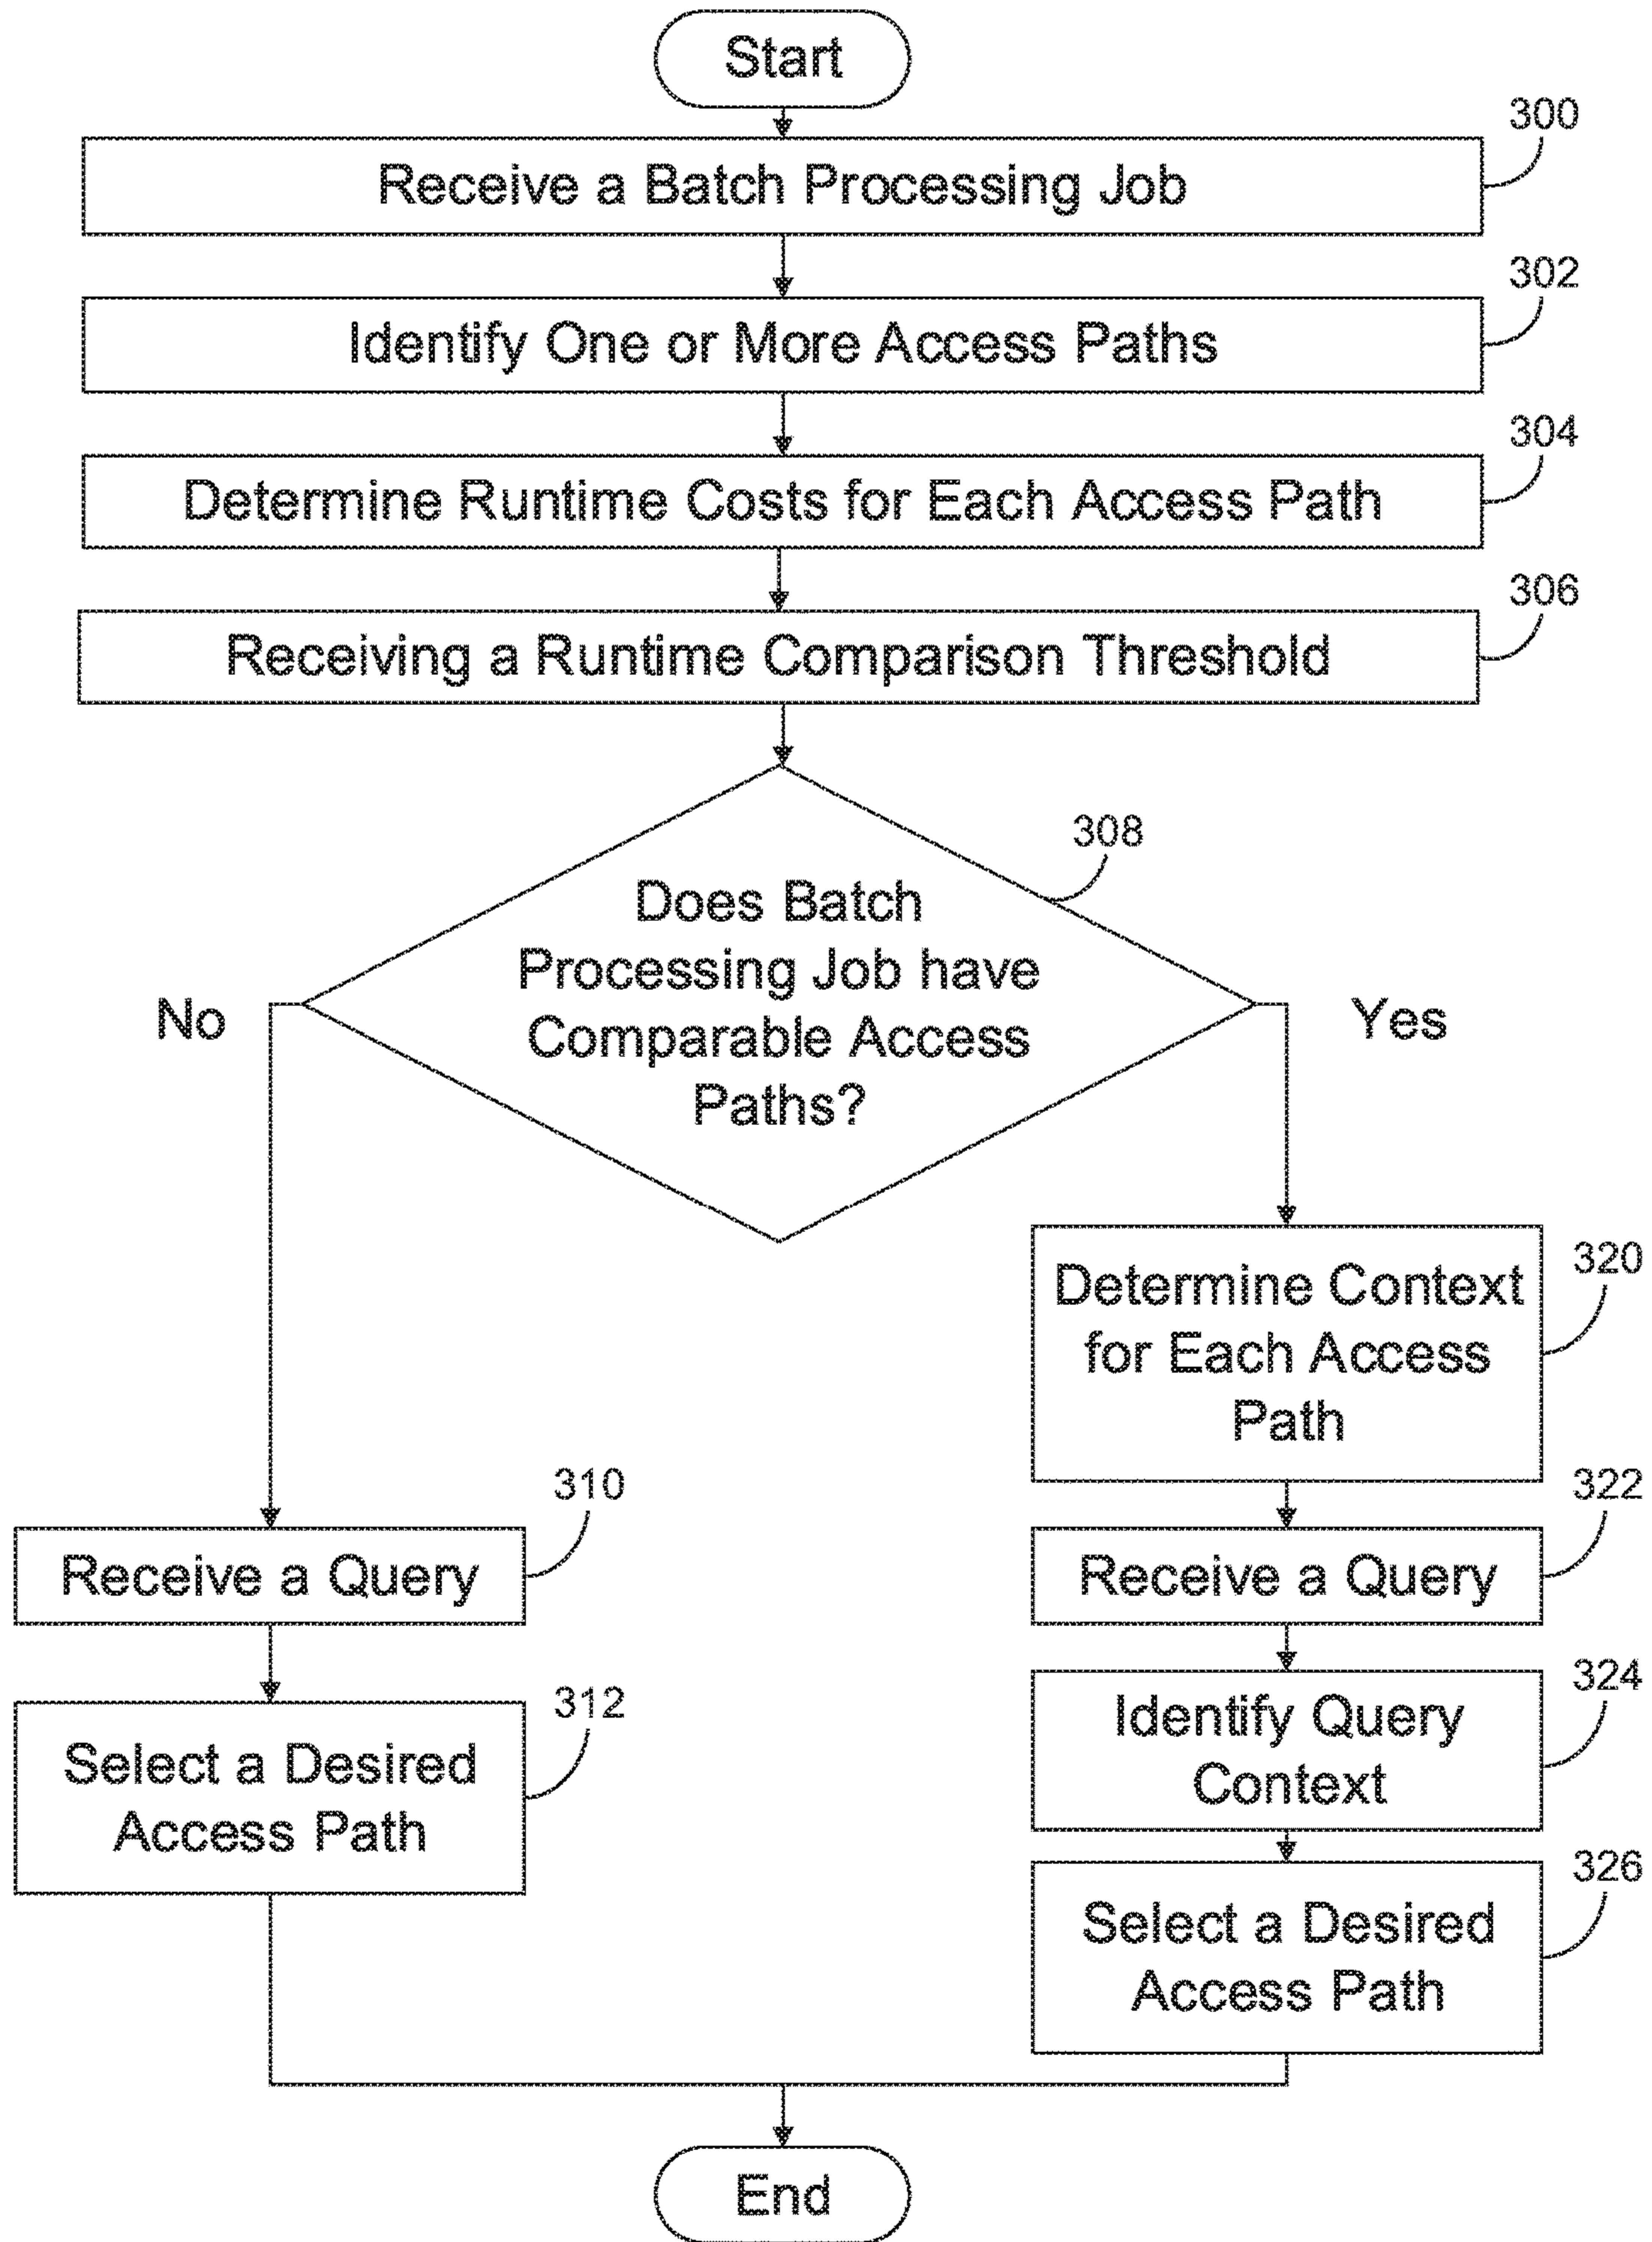 Start
300
Receive a Batch Processing Job
302
Identify One or More Access Paths
304
Determine Runtime Costs for Each Access Path
306
Receiving a Runtime Comparison Threshold
308
Does Batch
Processing Job have
Comparable Access
Paths?
No
Yes
320
Determine Context
for Each Access
Path
310
Receive a Query
312
Select a Desired
Access Path
322
Receive a Query
324
Identify Query
Context
326
Select a Desired
Access Path
End